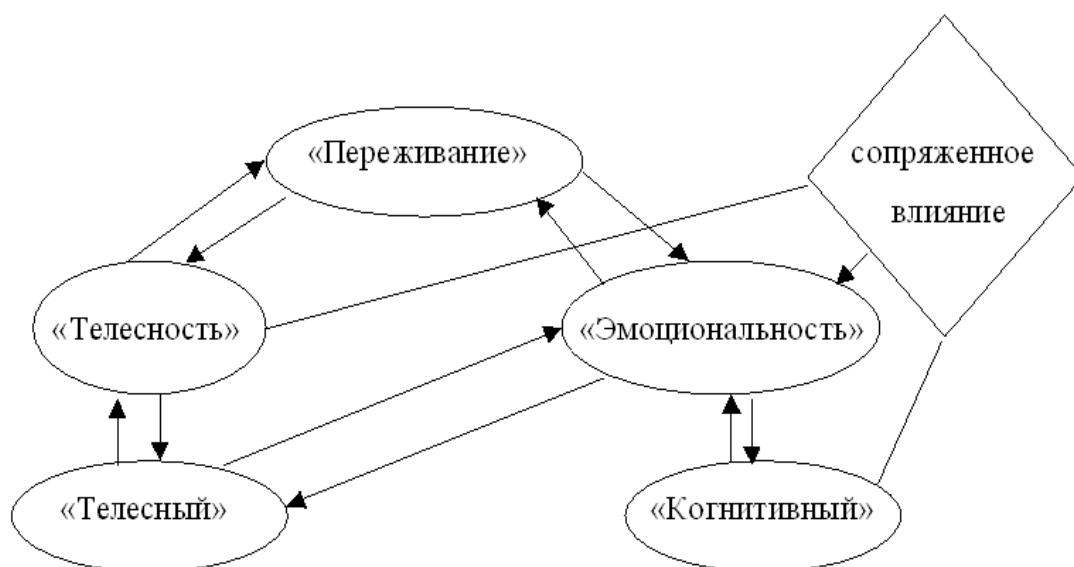 «Переживание»
сопряженное
влияние
«Телесность»
«Эмоциональность»
«Телесный»
«Когнитивный»